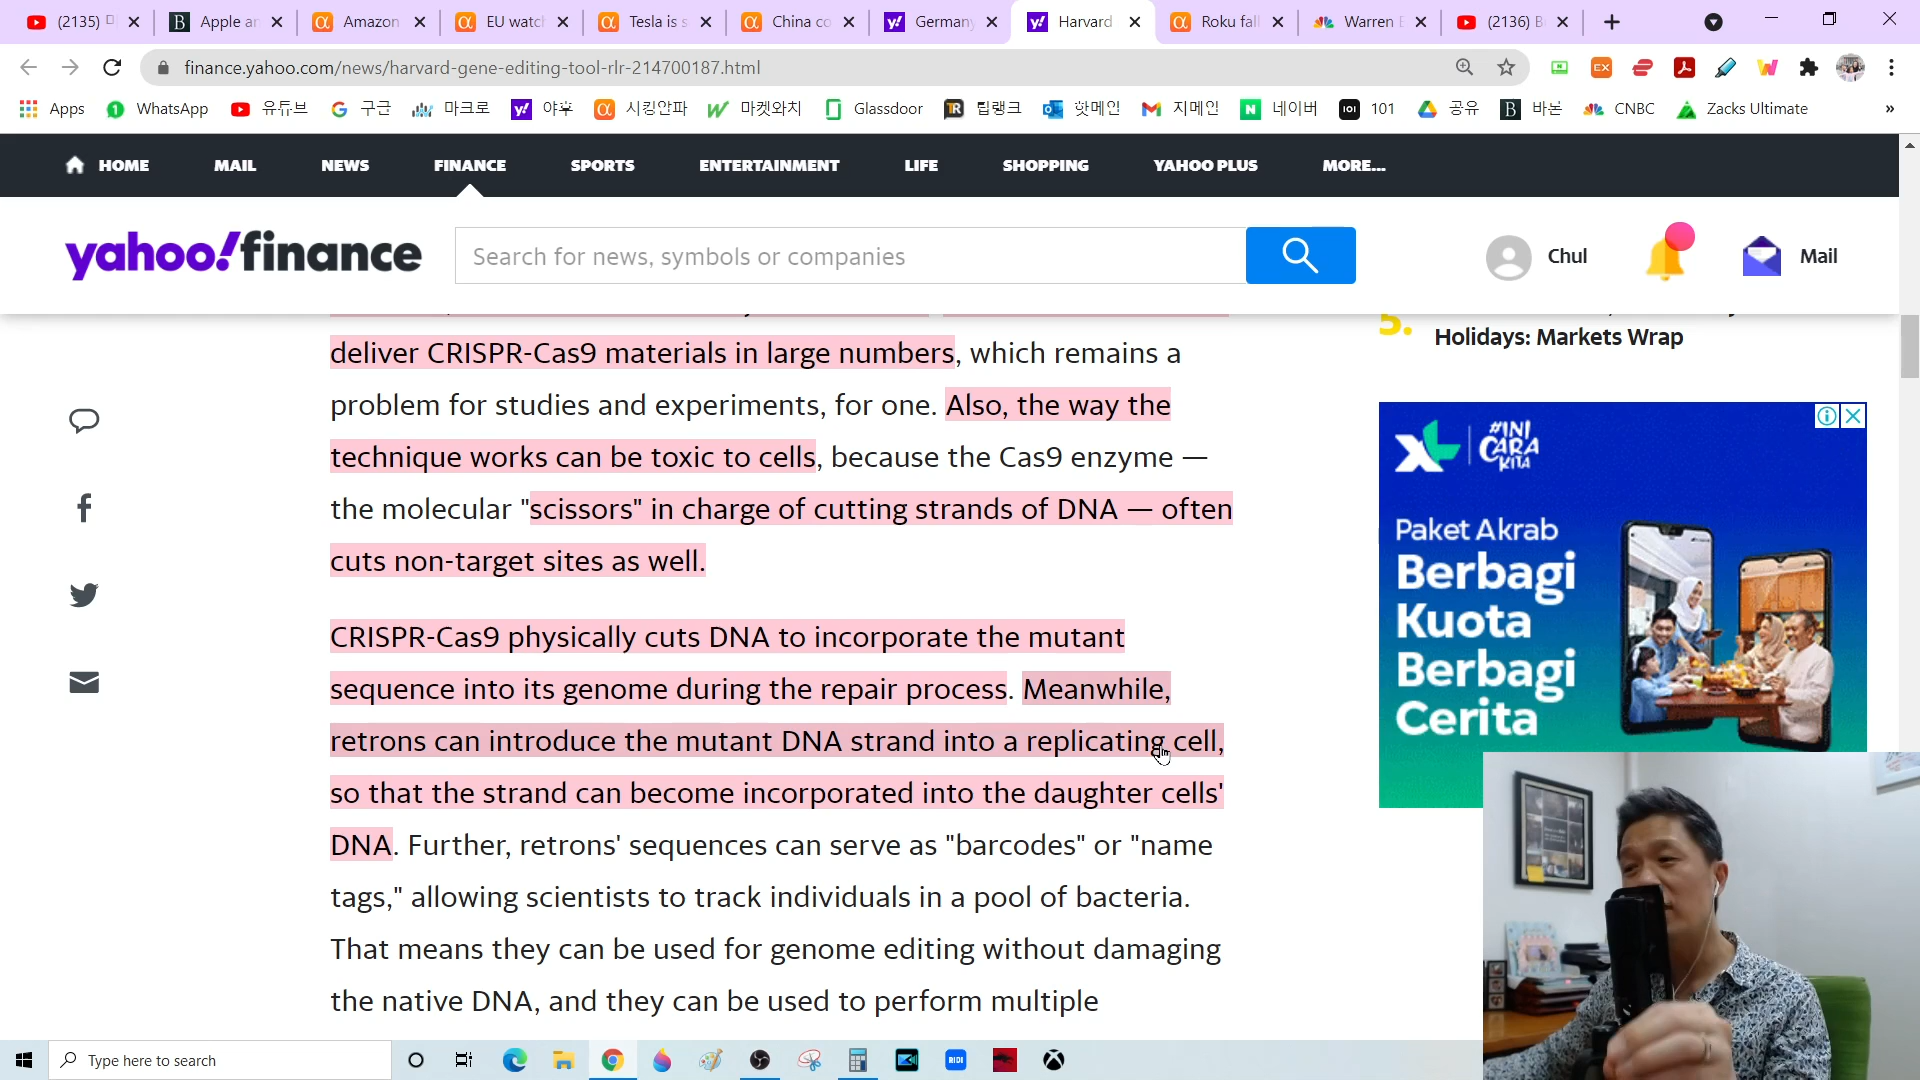 (2135)
Apple an
Amazon
EU watc
Tesla is s
China co
Germany
Harvard
Roku fall
Warren
(2136) B
finance.yahoo.com/news/harvard-gene-editing-tool-rlr-214700187.html
Apps
WhatsApp
유튜브
구글
마크로
야후
시킹안파
마켓와치
Glassdoor
팁랭크
핫메인
지메인
네이버
101
공유
바론
CNBC
Zacks Ultimate
»
HOME
MAIL
NEWS
FINANCE
SPORTS
ENTERTAINMENT
LIFE
SHOPPING
YAHOO PLUS
MORE...
yahoo!finance
Search for news, symbols or companies
Chul
Mail
deliver CRISPR-Cas9 materials in large numbers, which remains a
problem for studies and experiments, for one. Also, the way the
technique works can be toxic to cells, because the Cas9 enzyme —
the molecular "scissors" in charge of cutting strands of DNA — often
cuts non-target sites as well.
CRISPR-Cas9 physically cuts DNA to incorporate the mutant
sequence into its genome during the repair process. Meanwhile,
retrons can introduce the mutant DNA strand into a replicating cell,
so that the strand can become incorporated into the daughter cells'
DNA. Further, retrons' sequences can serve as "barcodes" or "name
tags," allowing scientists to track individuals in a pool of bacteria.
That means they can be used for genome editing without damaging
the native DNA, and they can be used to perform multiple
5.
Holidays: Markets Wrap
XL
#INI
CARA
KITA
Paket Akrab
Berbagi
Kuota
Berbagi
Cerita
Type here to search
RIDI